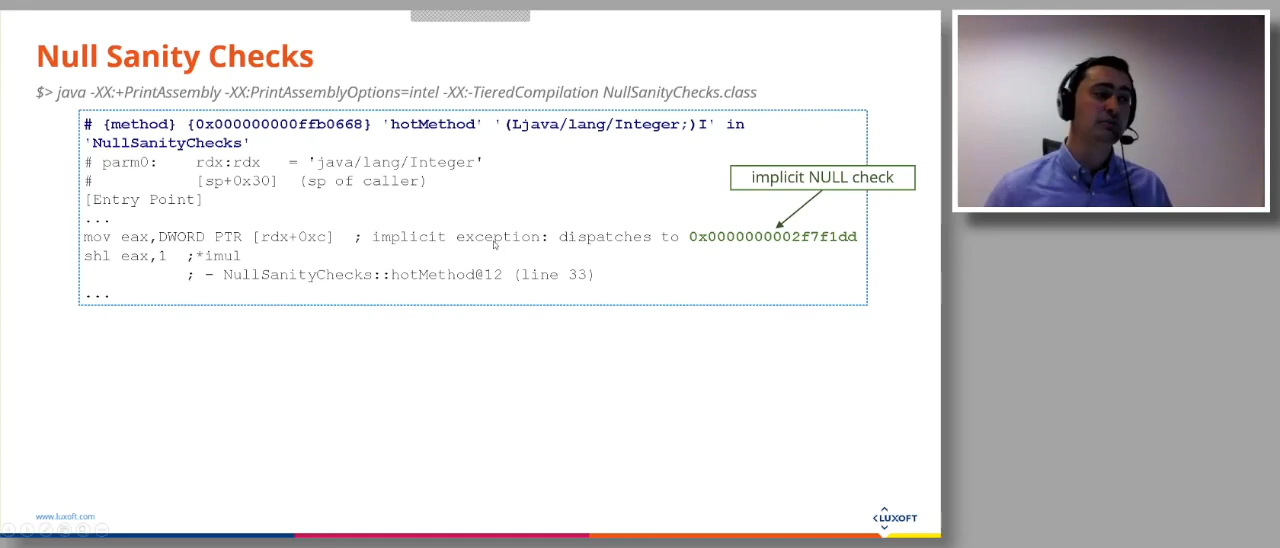 Null Sanity Checks
$> java -XX:+PrintAssembly -XX:PrintAssemblyOptions=intel -XX:-TieredCompilation NullSanityChecks.class
# {method} {0x000000000ffb0668} 'hotMethod' '(Ljava/lang/Integer;)I' in
'NullSanityChecks'
# parm0: rdx:rdx = 'java/lang/Integer'
# [sp+0x30] (sp of caller)
[Entry Point]
implicit NULL check
...
mov eax,DWORD PTR [rdx+0xc] ; implicit exception: dispatches to 0x0000000002f7f1dd
shl eax,1 ;*imul
; - NullSanityChecks::hotMethod@12 (line 33)
...
www.luxoft.com
LUXOFT